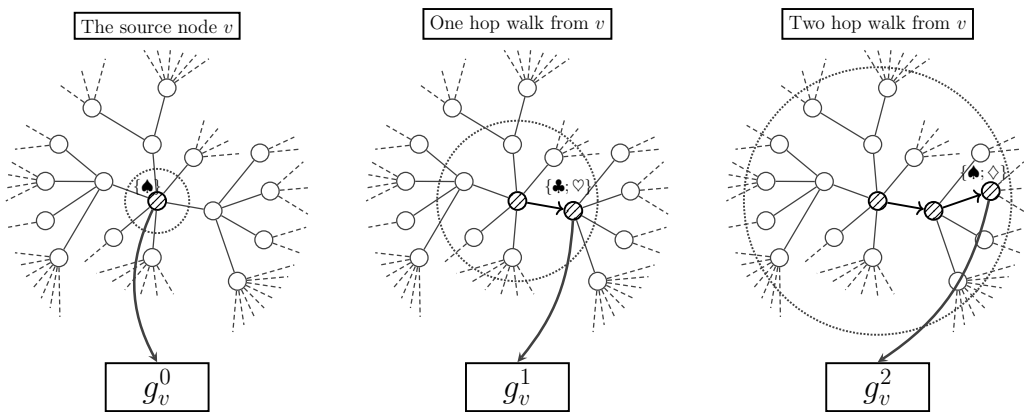 The source node v
One hop walk from v
Two hop walk from v
{♠}
{♣;♡}
{♠;♢}
g_v^0
g_v^1
g_v^2